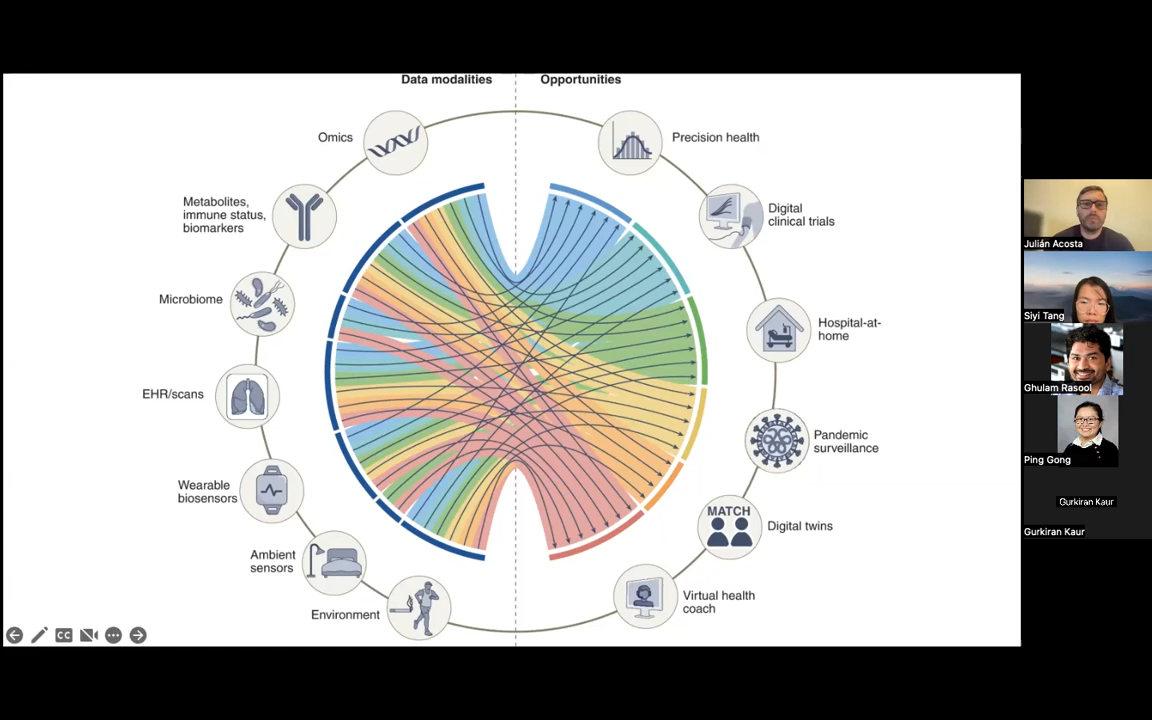 Data modalities
Opportunities
Omics
Metabolites,
immune status,
biomarkers
Microbiome
EHR/scans
Wearable
biosensors
Ambient
sensors
Environment
Precision health
Digital
clinical trials
Hospital-at-
home
Pandemic
surveillance
MATCH
Digital twins
Virtual health
coach
CC
Julián Acosta
Siyi Tang
Ghulam Rasool
Ping Gong
Gurkiran Kaur
Gurkiran Kaur